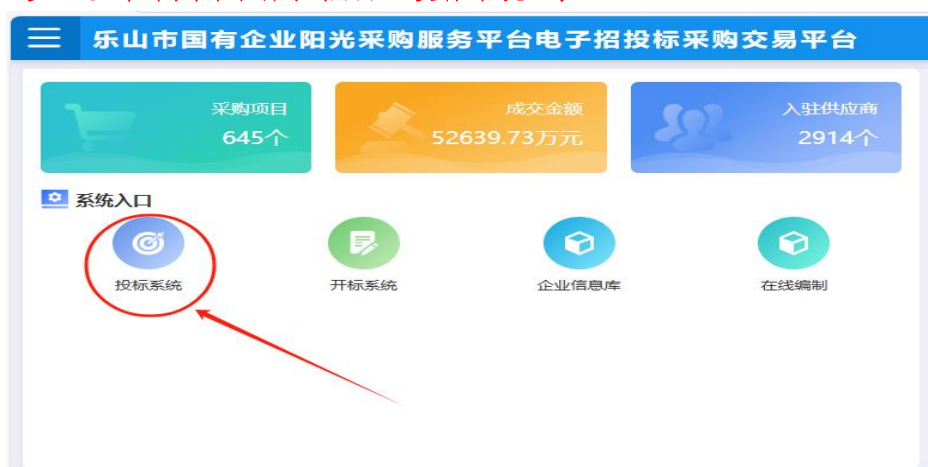 乐山市国有企业阳光采购服务平台电子招投标采购交易平台
采购项目
645个
成交金额
52639.73万元
入驻供应商
2914个
系统入口
投标系统
开标系统
企业信息库
在线编制